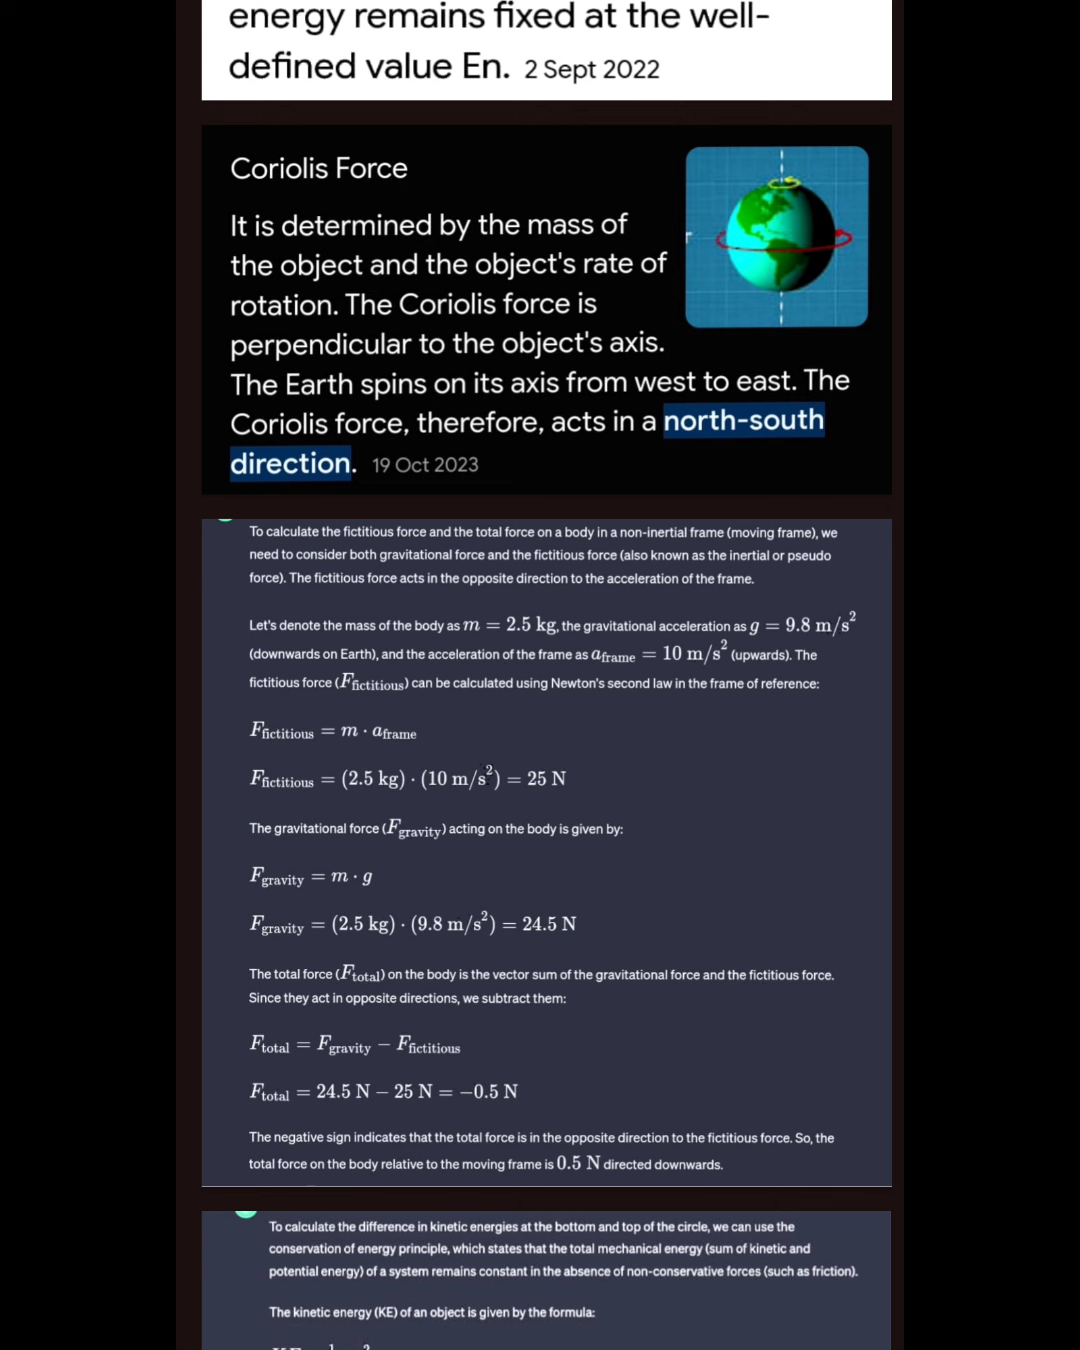 energy remains fixed at the well-
defined value En. 2 Sept 2022
Coriolis Force
It is determined by the mass of
the object and the object's rate of
rotation. The Coriolis force is
perpendicular to the object's axis.
The Earth spins on its axis from west to east. The
Coriolis force, therefore, acts in a north-south
direction. 19 Oct 2023
To calculate the fictitious force and the total force on a body in a non-inertial frame (moving frame), we
need to consider both gravitational force and the fictitious force (also known as the inertial or pseudo
force). The fictitious force acts in the opposite direction to the acceleration of the frame.
Let's denote the mass of the body as m = 2.5 kg, the gravitational acceleration as g = 9.8 m/s²
(downwards on Earth), and the acceleration of the frame as a_frame = 10 m/s² (upwards). The
fictitious force (F_fictitious) can be calculated using Newton's second law in the frame of reference:
F_fictitious = m · a_frame
F_fictitious = (2.5 kg) · (10 m/s²) = 25 N
The gravitational force (F_gravity) acting on the body is given by:
F_gravity = m · g
F_gravity = (2.5 kg) · (9.8 m/s²) = 24.5 N
The total force (F_total) on the body is the vector sum of the gravitational force and the fictitious force.
Since they act in opposite directions, we subtract them:
F_total = F_gravity − F_fictitious
F_total = 24.5 N − 25 N = −0.5 N
The negative sign indicates that the total force is in the opposite direction to the fictitious force. So, the
total force on the body relative to the moving frame is 0.5 N directed downwards.
To calculate the difference in kinetic energies at the bottom and top of the circle, we can use the
conservation of energy principle, which states that the total mechanical energy (sum of kinetic and
potential energy) of a system remains constant in the absence of non-conservative forces (such as friction).
The kinetic energy (KE) of an object is given by the formula: